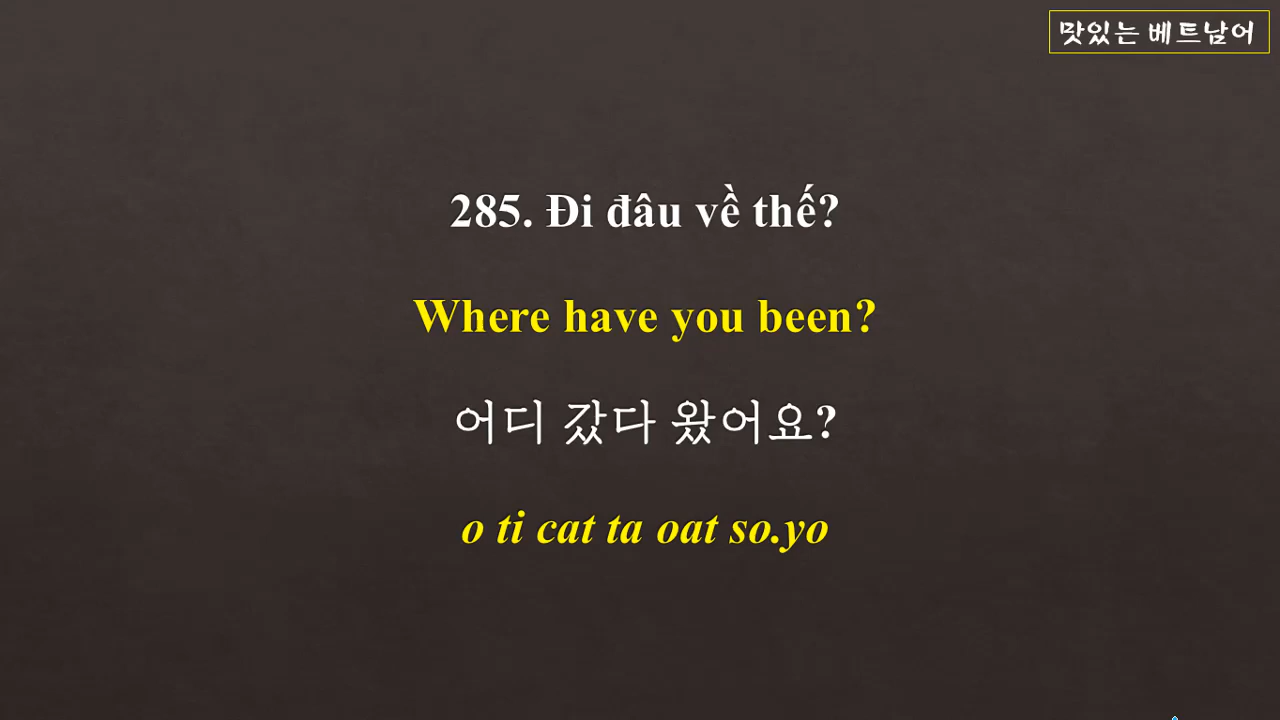 맛있는 베트남어
285. Đi đâu về thế?
Where have you been?
어디 갔다 왔어요?
o ti cat ta oat so.yo